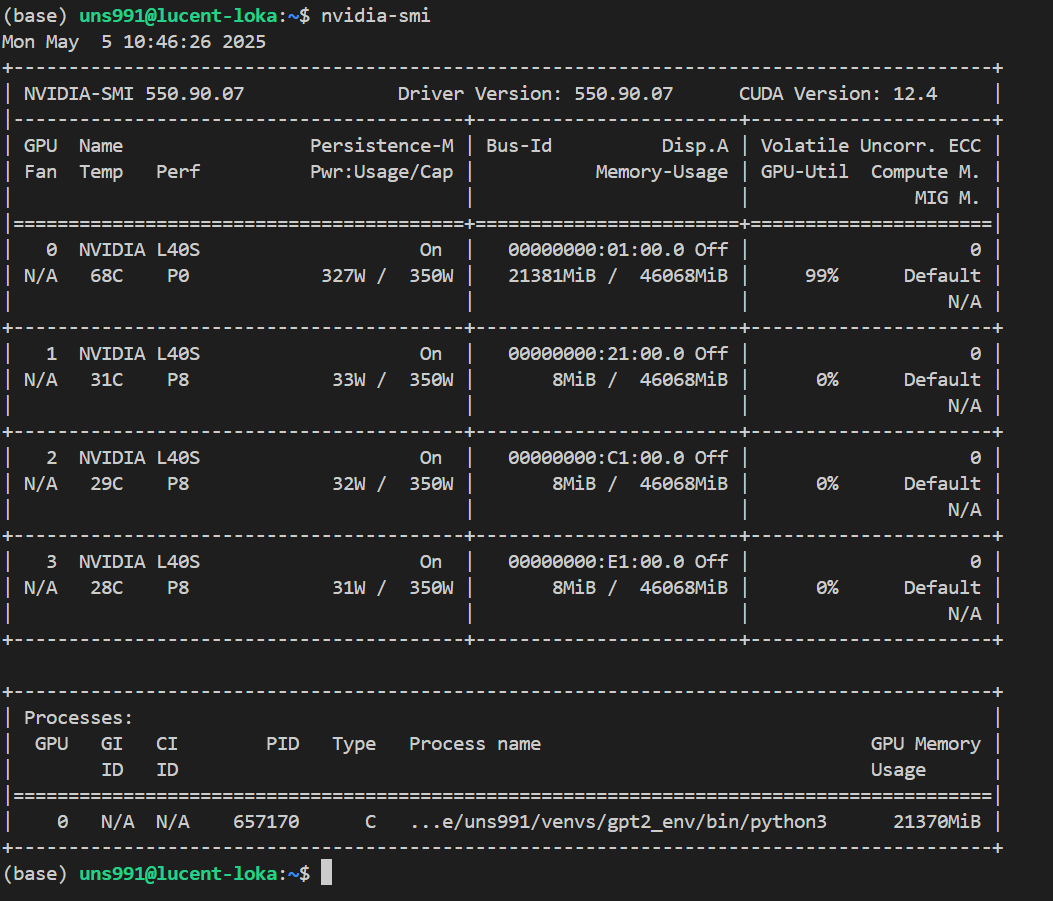 (base) uns991@lucent-loka:~$ nvidia-smi
Mon May  5 10:46:26 2025
+-----------------------------------------------------------------------------------------+
| NVIDIA-SMI 550.90.07              Driver Version: 550.90.07      CUDA Version: 12.4     |
|-----------------------------------------+------------------------+----------------------+
| GPU  Name                 Persistence-M | Bus-Id          Disp.A | Volatile Uncorr. ECC |
| Fan  Temp   Perf          Pwr:Usage/Cap |           Memory-Usage | GPU-Util  Compute M. |
|                                         |                        |               MIG M. |
|=========================================+========================+======================|
|   0  NVIDIA L40S                    On  |   00000000:01:00.0 Off |                    0 |
| N/A   68C    P0            327W /  350W |   21381MiB /  46068MiB |     99%      Default |
|                                         |                        |                  N/A |
+-----------------------------------------+------------------------+----------------------+
|   1  NVIDIA L40S                    On  |   00000000:21:00.0 Off |                    0 |
| N/A   31C    P8             33W /  350W |       8MiB /  46068MiB |      0%      Default |
|                                         |                        |                  N/A |
+-----------------------------------------+------------------------+----------------------+
|   2  NVIDIA L40S                    On  |   00000000:C1:00.0 Off |                    0 |
| N/A   29C    P8             32W /  350W |       8MiB /  46068MiB |      0%      Default |
|                                         |                        |                  N/A |
+-----------------------------------------+------------------------+----------------------+
|   3  NVIDIA L40S                    On  |   00000000:E1:00.0 Off |                    0 |
| N/A   28C    P8             31W /  350W |       8MiB /  46068MiB |      0%      Default |
|                                         |                        |                  N/A |
+-----------------------------------------+------------------------+----------------------+

+-----------------------------------------------------------------------------------------+
| Processes:                                                                              |
|  GPU   GI   CI        PID   Type   Process name                              GPU Memory |
|        ID   ID                                                               Usage      |
|=========================================================================================|
|    0   N/A  N/A    657170      C   ...e/uns991/venvs/gpt2_env/bin/python3      21370MiB |
+-----------------------------------------------------------------------------------------+
(base) uns991@lucent-loka:~$